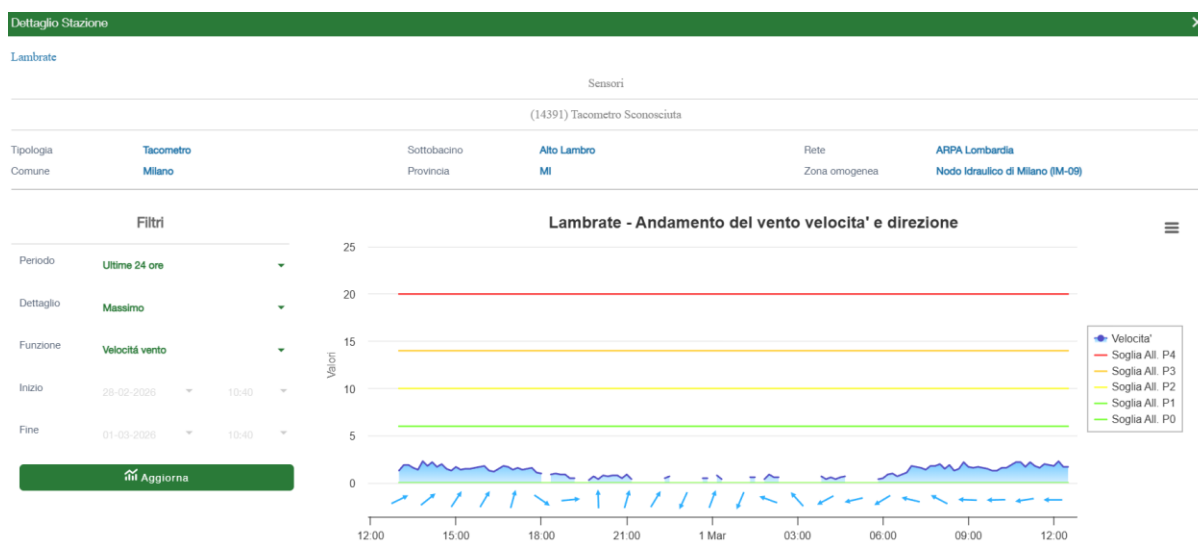 Dettaglio Stazione
Lambrate
Sensori
(14391) Tacometro Sconosciuta
Tipologia Tacometro Sottobacino Alto Lambro Rete ARPA Lombardia
Comune Milano Provincia MI Zona omogenea Nodo Idraulico di Milano (IM-09)
Filtri
Periodo Ultime 24 ore
Dettaglio Massimo
Funzione Velocitá vento
Inizio 28-02-2026 10:40
Fine 01-03-2026 10:40
Aggiorna
Lambrate - Andamento del vento velocita' e direzione
Valori
25
20
15
10
5
0
12:00 15:00 18:00 21:00 1 Mar 03:00 06:00 09:00 12:00
Velocita'
Soglia All. P4
Soglia All. P3
Soglia All. P2
Soglia All. P1
Soglia All. P0